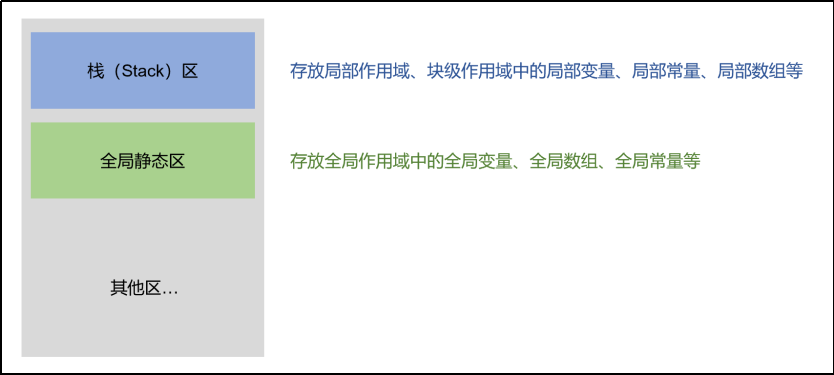 栈（Stack）区
存放局部作用域、块级作用域中的局部变量、局部常量、局部数组等
全局静态区
存放全局作用域中的全局变量、全局数组、全局常量等
其他区…